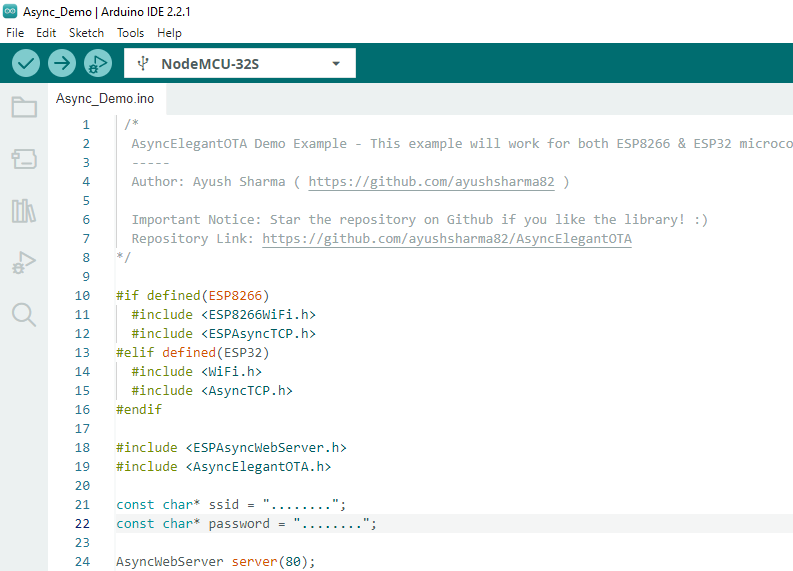 Async_Demo | Arduino IDE 2.2.1
File Edit Sketch Tools Help
NodeMCU-32S
Async_Demo.ino
1 /*
2 AsyncElegantOTA Demo Example - This example will work for both ESP8266 & ESP32 microco
3 -----
4 Author: Ayush Sharma ( https://github.com/ayushsharma82 )
5
6 Important Notice: Star the repository on Github if you like the library! :)
7 Repository Link: https://github.com/ayushsharma82/AsyncElegantOTA
8 */
9
10 #if defined(ESP8266)
11 #include <ESP8266WiFi.h>
12 #include <ESPAsyncTCP.h>
13 #elif defined(ESP32)
14 #include <WiFi.h>
15 #include <AsyncTCP.h>
16 #endif
17
18 #include <ESPAsyncWebServer.h>
19 #include <AsyncElegantOTA.h>
20
21 const char* ssid = "........";
22 const char* password = "........";
23
24 AsyncWebServer server(80);